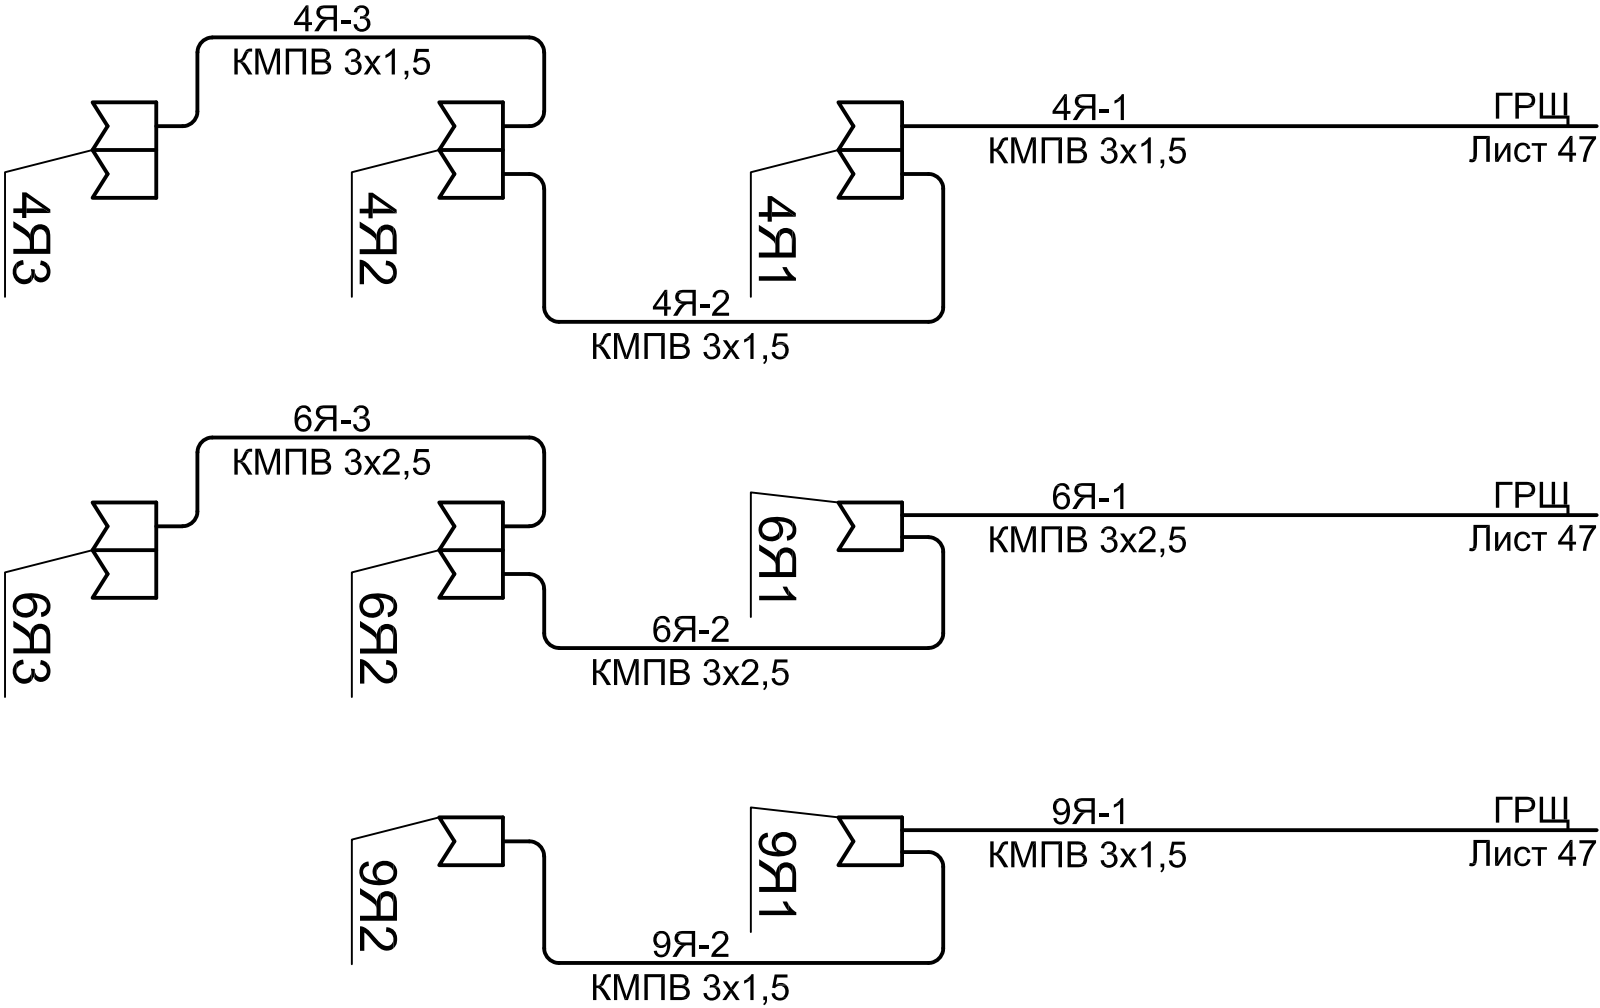 4Я-3
КМПВ 3х1,5
4Я-1
ГРЩ
КМПВ 3х1,5
Лист 47
4Я3
4Я2
4Я1
4Я-2
КМПВ 3х1,5
6Я-3
КМПВ 3х2,5
6Я-1
ГРЩ
КМПВ 3х2,5
Лист 47
6Я3
6Я2
6Я1
6Я-2
КМПВ 3х2,5
9Я-1
ГРЩ
КМПВ 3х1,5
Лист 47
9Я2
9Я1
9Я-2
КМПВ 3х1,5